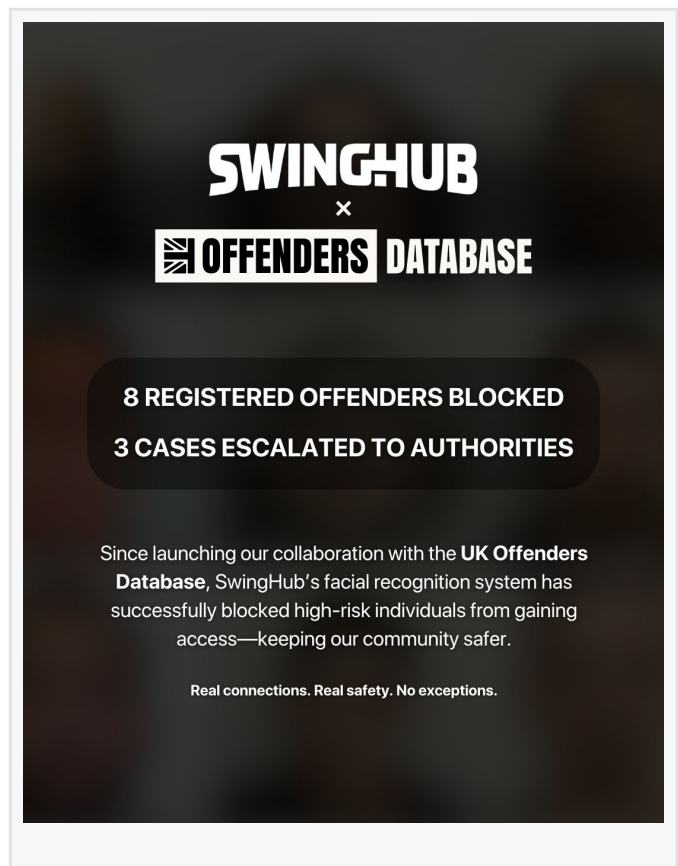 SWINGHUB
×
OFFENDERS DATABASE
8 REGISTERED OFFENDERS BLOCKED
3 CASES ESCALATED TO AUTHORITIES
Since launching our collaboration with the UK Offenders
Database, SwingHub’s facial recognition system has
successfully blocked high-risk individuals from gaining
access—keeping our community safer.
Real connections. Real safety. No exceptions.